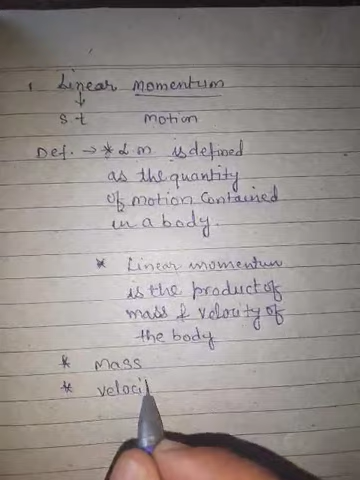 1. Linear momentum
↓
st motion
Def. → * L m is defined
as the quantity
of motion contained
in a body.
* Linear momentum
is the product of
mass & velocity of
the body
* Mass
* Veloci